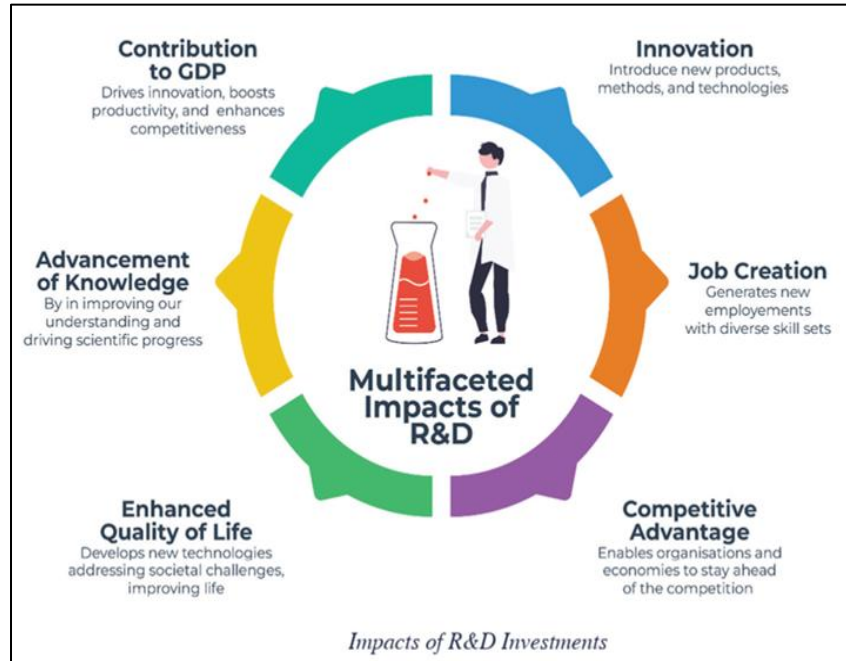 Contribution
to GDP
Drives innovation, boosts
productivity, and enhances
competitiveness
Innovation
Introduce new products,
methods, and technologies
Advancement
of Knowledge
By in improving our
understanding and
driving scientific progress
Job Creation
Generates new
employements
with diverse skill sets
Multifaceted
Impacts of
R&D
Enhanced
Quality of Life
Develops new technologies
addressing societal challenges,
improving life
Competitive
Advantage
Enables organisations and
economies to stay ahead
of the competition
Impacts of R&D Investments